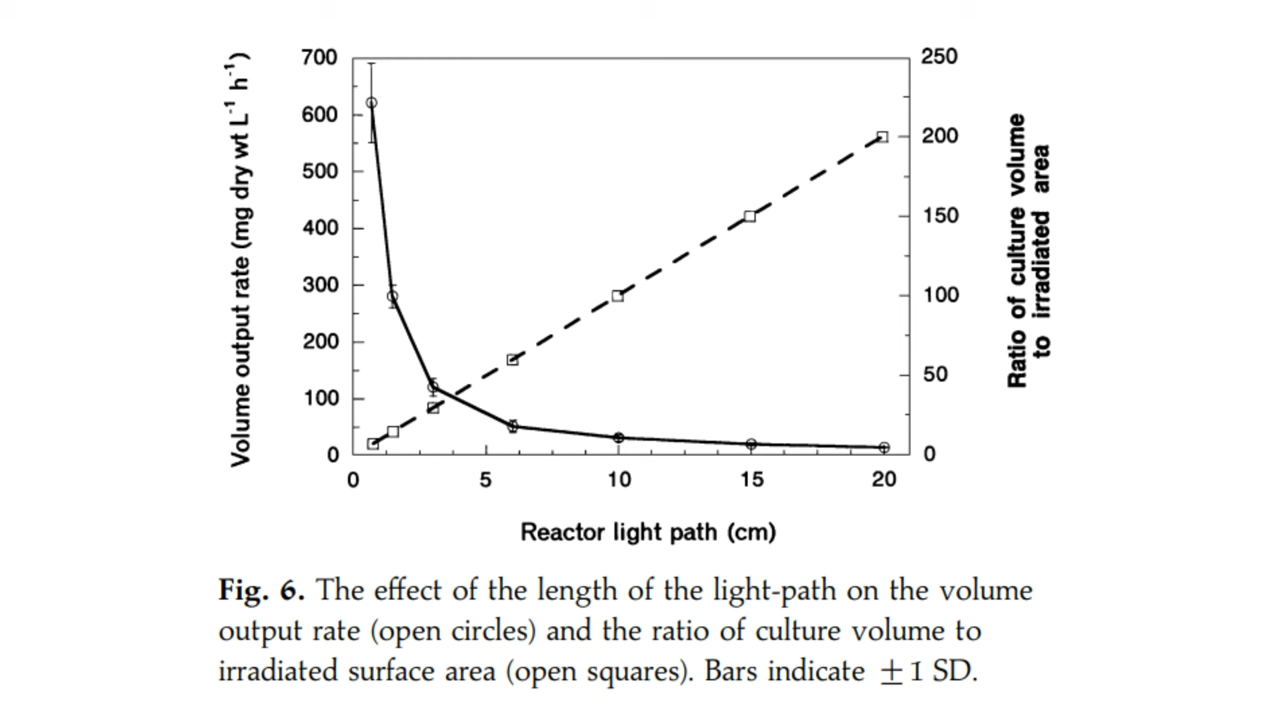 Volume output rate (mg dry wt L⁻¹ h⁻¹)
700
600
500
400
300
200
100
0
250
200
150
100
50
0
Ratio of culture volume
to irradiated area
0 5 10 15 20
Reactor light path (cm)
Fig. 6. The effect of the length of the light-path on the volume
output rate (open circles) and the ratio of culture volume to
irradiated surface area (open squares). Bars indicate ±1 SD.